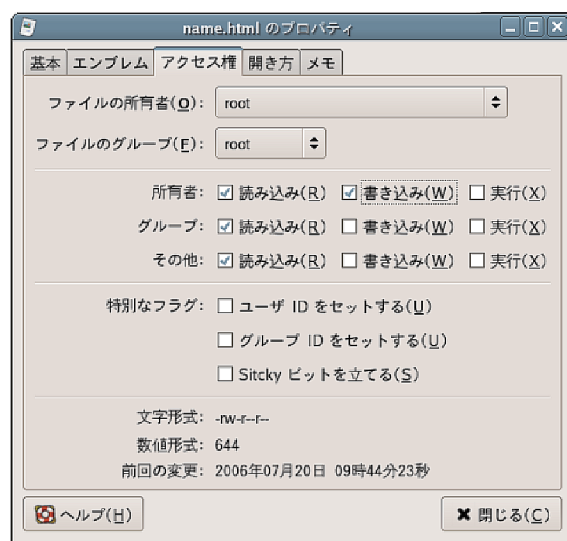 name.html のプロパティ
基本 エンブレム アクセス権 開き方 メモ
ファイルの所有者(O): root
ファイルのグループ(F): root
所有者: 読み込み(R) 書き込み(W) 実行(X)
グループ: 読み込み(R) 書き込み(W) 実行(X)
その他: 読み込み(R) 書き込み(W) 実行(X)
特別なフラグ: ユーザ ID をセットする(U)
グループ ID をセットする(U)
Sitcky ビットを立てる(S)
文字形式: -rw-r--r--
数値形式: 644
前回の変更: 2006年07月20日 09時44分23秒
ヘルプ(H) 閉じる(C)